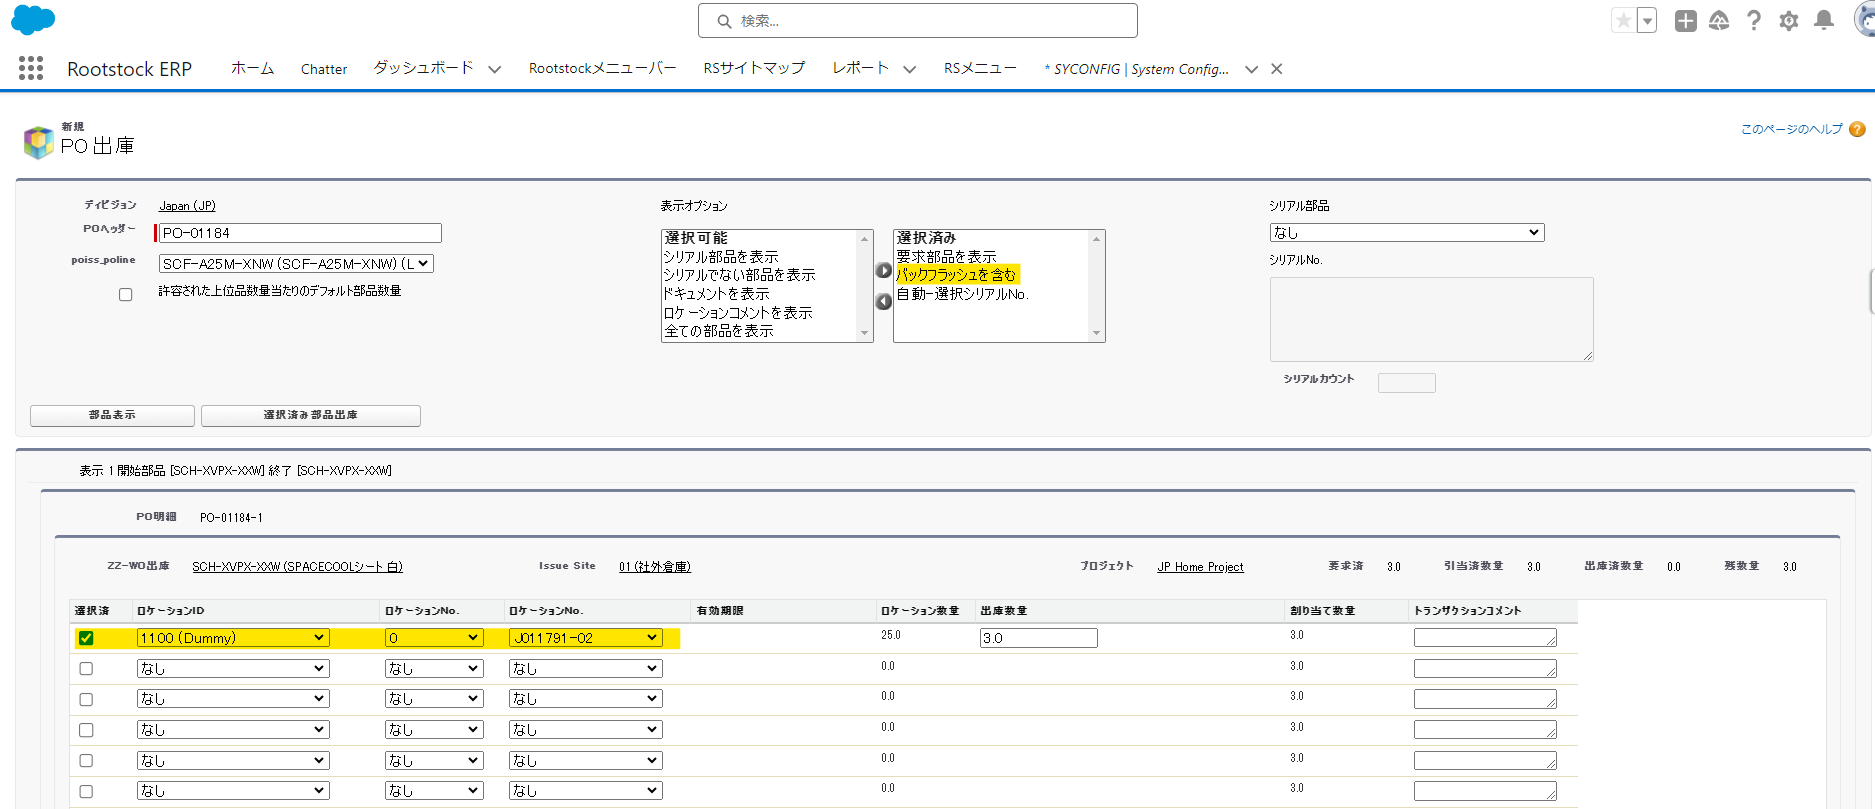 検索...
Rootstock ERP ホーム Chatter ダッシュボード Rootstockメニューバー RSサイトマップ レポート RSメニュー * SYCONFIG | System Config...
新規
PO 出庫
このページのヘルプ
ディビジョン Japan (JP)
POヘッダー PO-01184
poiss_poline SCF-A25M-XNW (SCF-A25M-XNW) (L
許容された上位品数量当たりのデフォルト部品数量
表示オプション
選択可能
シリアル部品を表示
シリアルでない部品を表示
ドキュメントを表示
ロケーションコメントを表示
全ての部品を表示
選択済み
要求部品を表示
バックフラッシュを含む
自動-選択シリアルNo.
シリアル部品
なし
シリアルNo.
シリアルカウント
部品表示 選択済み部品出庫
表示 1 開始部品 [SCH-XVPX-XXW] 終了 [SCH-XVPX-XXW]
PO明細 PO-01184-1
ZZ-WO出庫 SCH-XVPX-XXW (SPACECOOLシート 白) Issue Site 01 (社外倉庫) プロジェクト JP Home Project 要求済 3.0 引当済数量 3.0 出庫済数量 0.0 残数量 3.0
選択済 ロケーションID ロケーションNo. ロケーションNo. 有効期限 ロケーション数量 出庫数量 割り当て数量 トランザクションコメント
1100 (Dummy) 0 J011791-02 25.0 3.0 3.0
なし なし なし 0.0 3.0
なし なし なし 0.0 3.0
なし なし なし 0.0 3.0
なし なし なし 0.0 3.0
なし なし なし 0.0 3.0